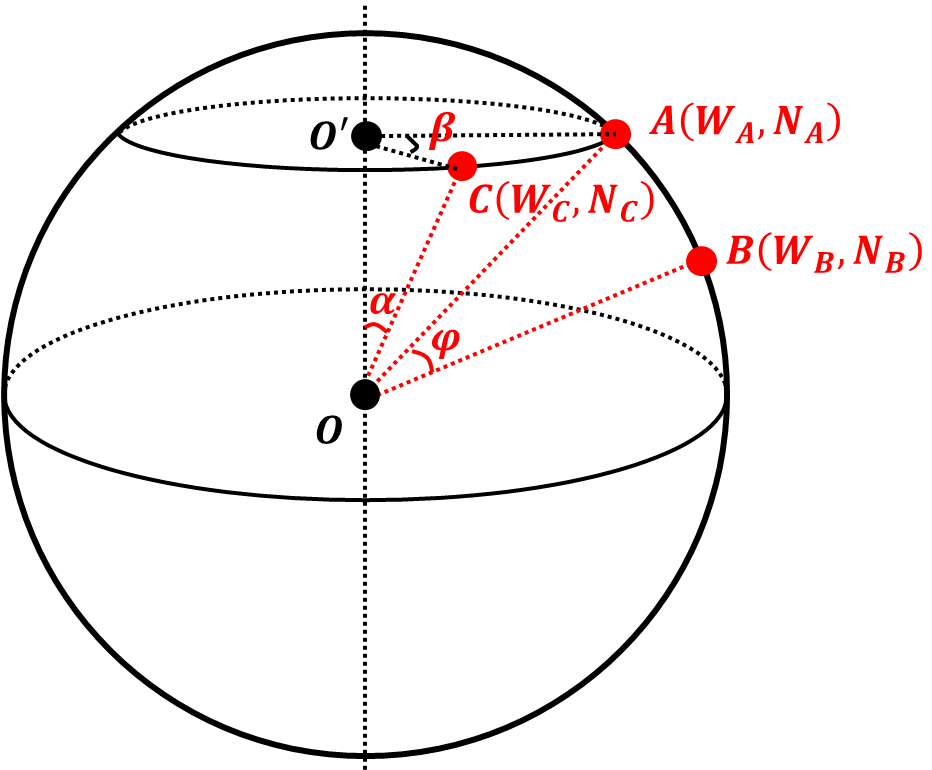 O′
β
A(W_A, N_A)
C(W_C, N_C)
B(W_B, N_B)
α
φ
O